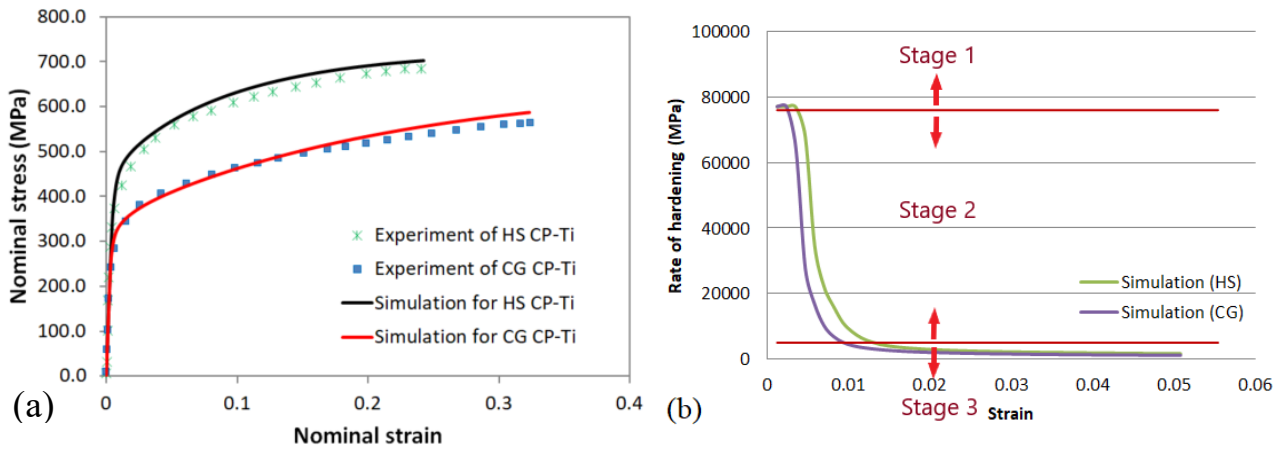 800.0
700.0
600.0
500.0
400.0
300.0
200.0
100.0
0.0
Nominal stress (MPa)
Experiment of HS CP-Ti
Experiment of CG CP-Ti
Simulation for HS CP-Ti
Simulation for CG CP-Ti
0 0.1 0.2 0.3 0.4
(a)
Nominal strain
100000
80000
60000
40000
20000
0
Rate of hardening (MPa)
Stage 1
Stage 2
Simulation (HS)
Simulation (CG)
0 0.01 0.02 0.03 0.04 0.05 0.06
(b)
Stage 3
Strain